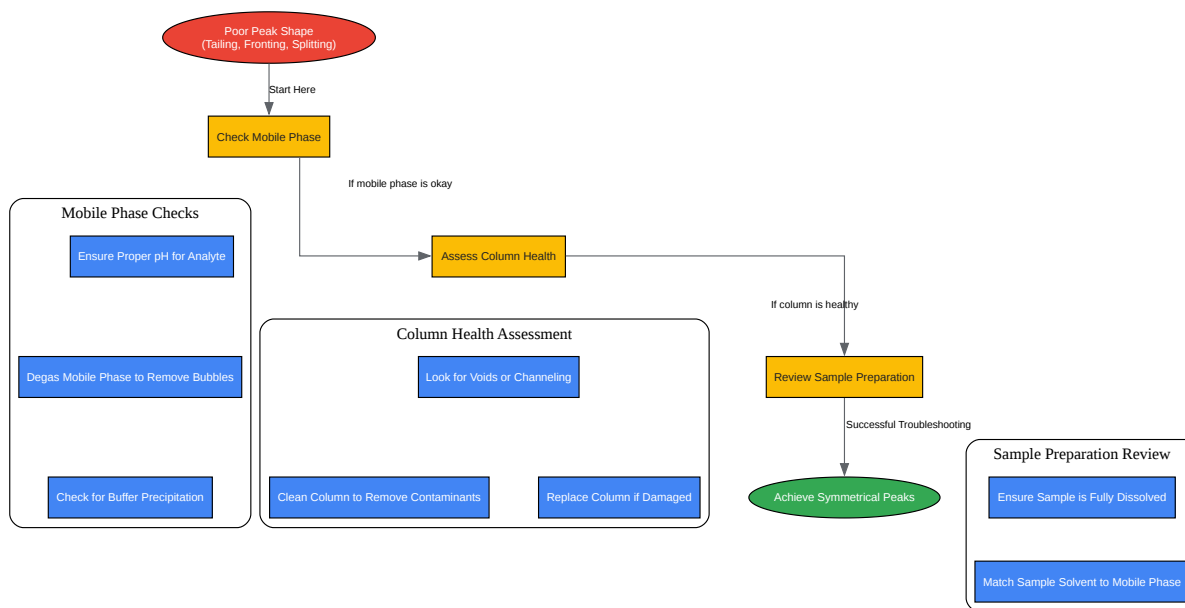 Poor Peak Shape
(Tailing, Fronting, Splitting)
Start Here
Check Mobile Phase
If mobile phase is okay
Mobile Phase Checks
Ensure Proper pH for Analyte
Assess Column Health
If column is healthy
Column Health Assessment
Degas Mobile Phase to Remove Bubbles
Look for Voids or Channeling
Review Sample Preparation
Successful Troubleshooting
Sample Preparation Review
Check for Buffer Precipitation
Clean Column to Remove Contaminants
Replace Column if Damaged
Achieve Symmetrical Peaks
Ensure Sample is Fully Dissolved
Match Sample Solvent to Mobile Phase